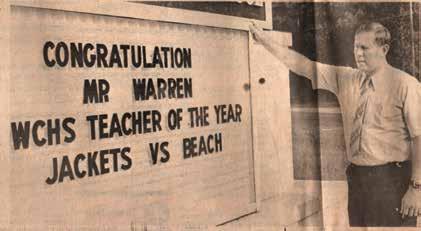 CONGRATULATION
MR WARREN
WCHS TEACHER OF THE YEAR
JACKETS VS BEACH